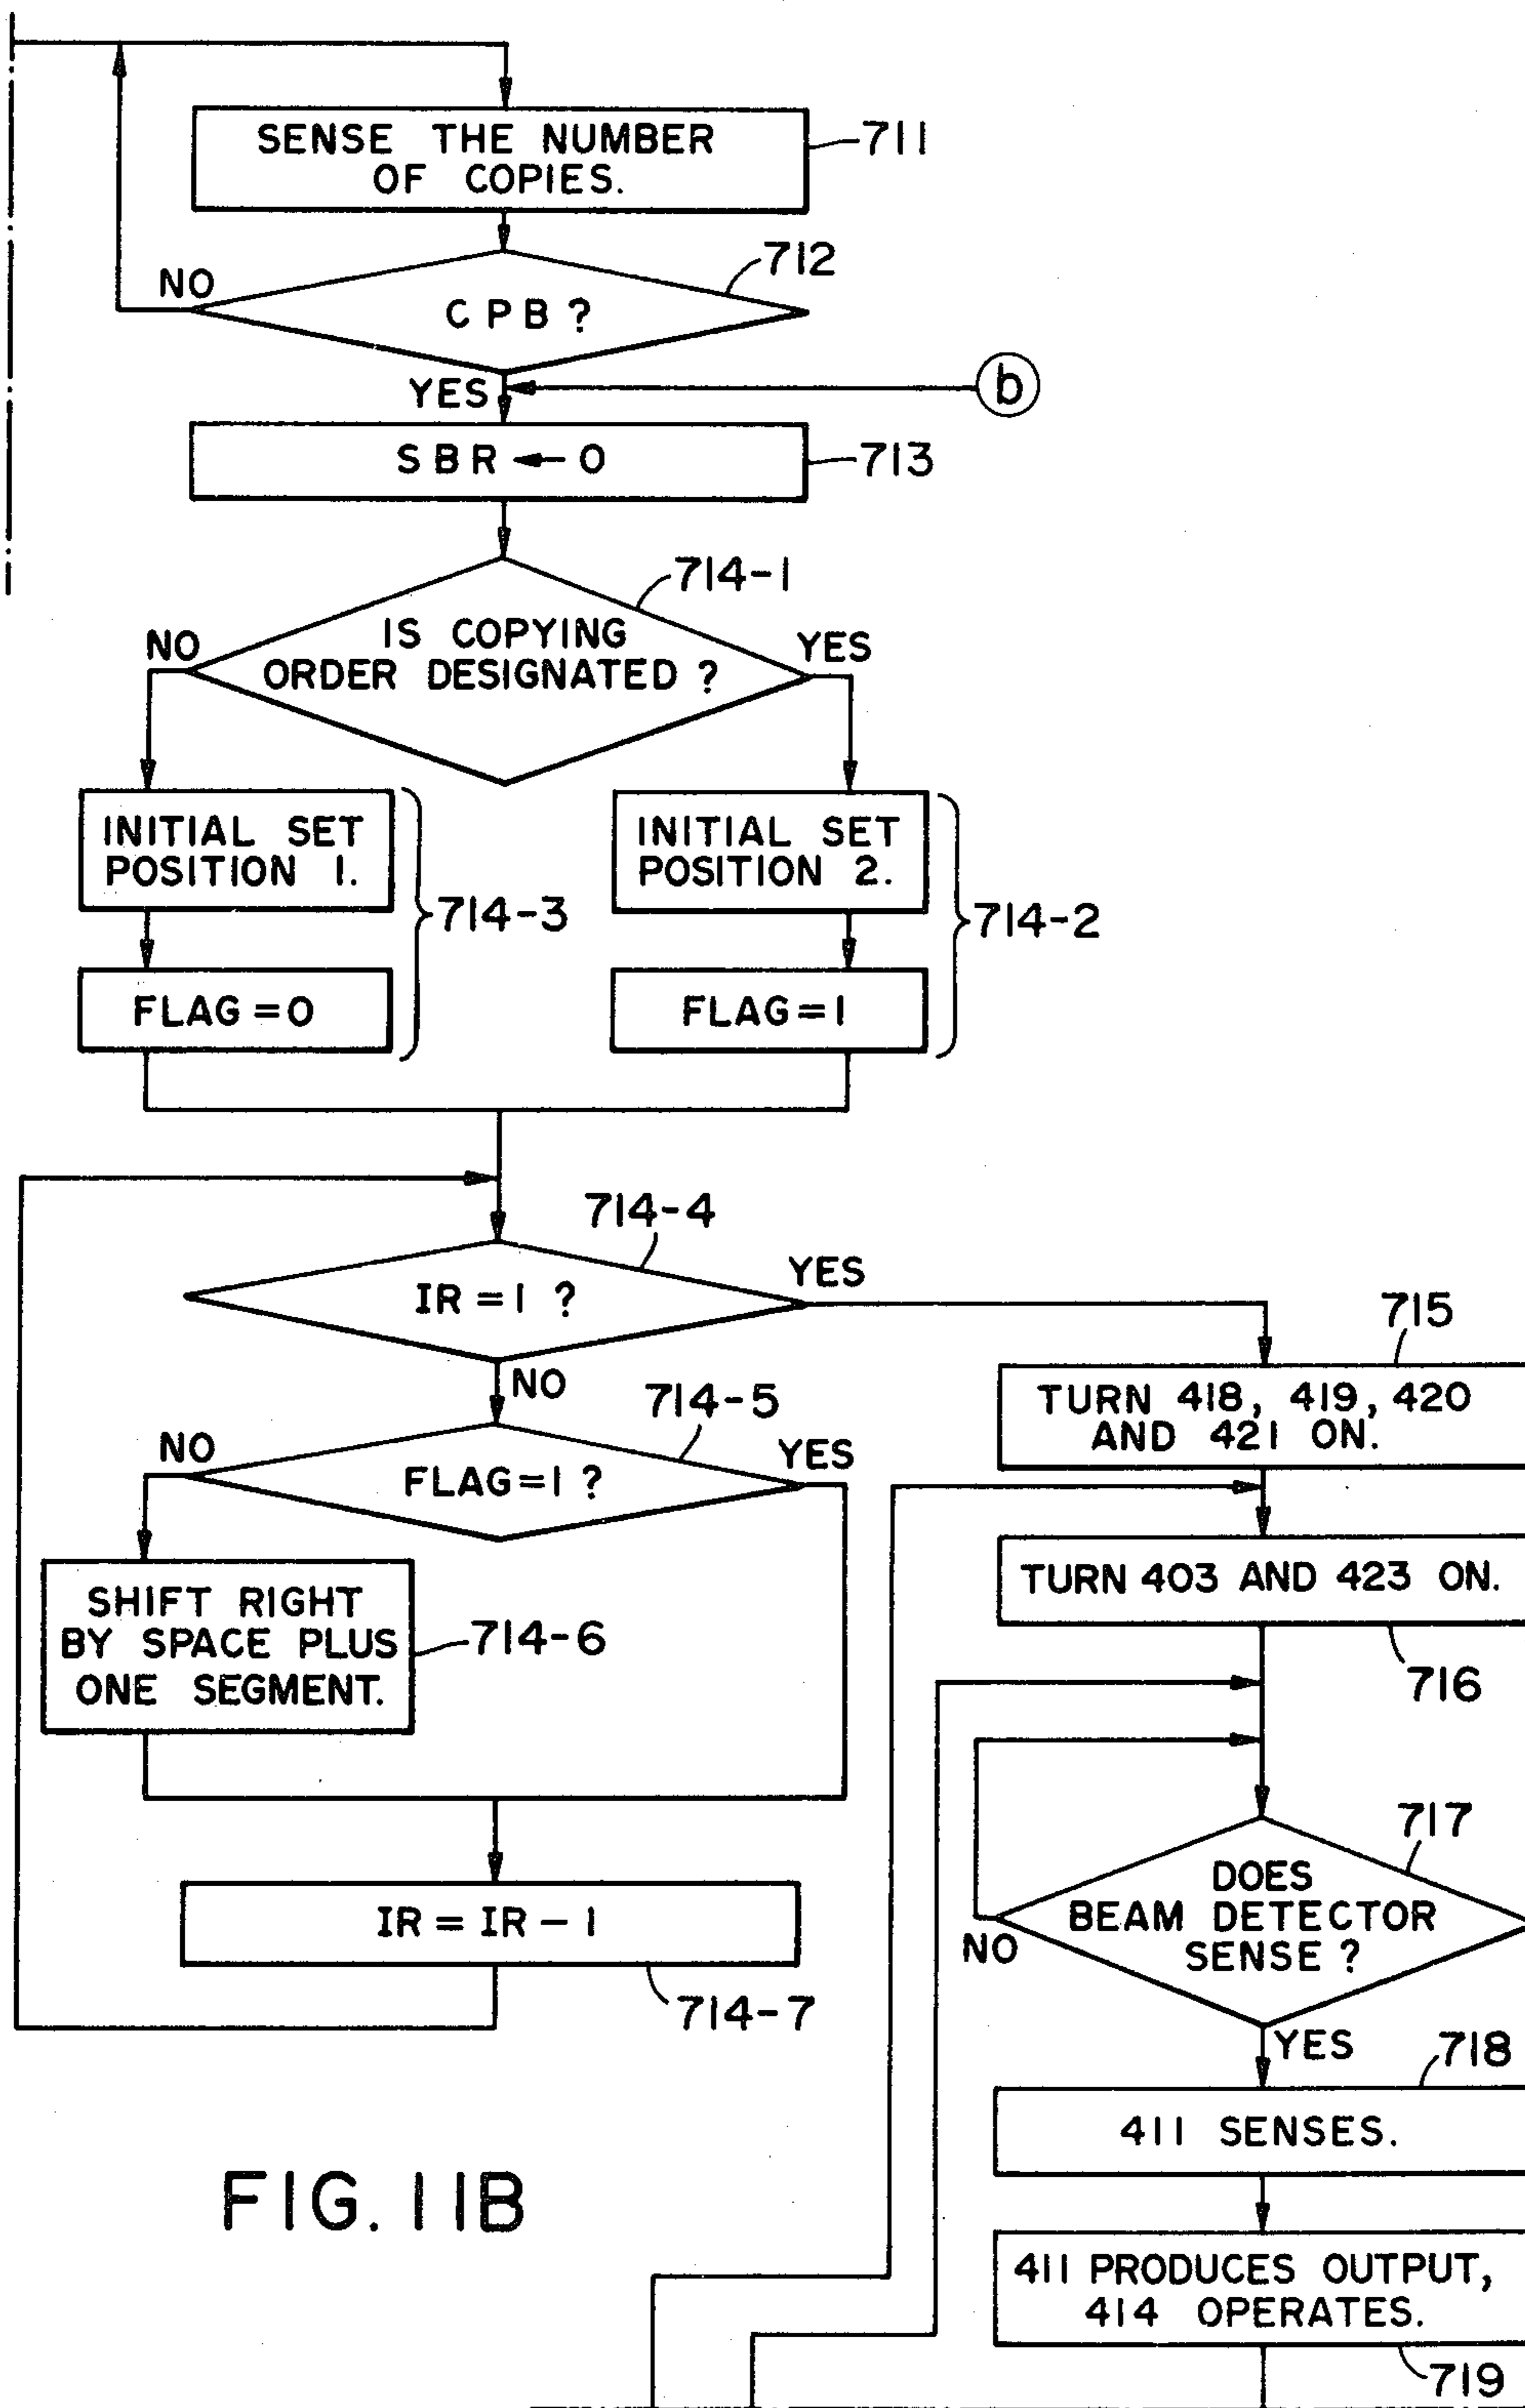 SENSE THE NUMBER
OF COPIES.
711
712
NO
C P B ?
YES
b
S B R ← 0
713
714-1
NO
IS COPYING
ORDER DESIGNATED ?
YES
INITIAL SET
POSITION 1.
714-3
FLAG = 0
INITIAL SET
POSITION 2.
714-2
FLAG = 1
714-4
IR = 1 ?
YES
NO
714-5
NO
FLAG = 1 ?
YES
SHIFT RIGHT
BY SPACE PLUS
ONE SEGMENT.
714-6
IR = IR - 1
714-7
715
TURN 418, 419, 420
AND 421 ON.
TURN 403 AND 423 ON.
716
717
DOES
BEAM DETECTOR
SENSE ?
NO
YES
718
411 SENSES.
411 PRODUCES OUTPUT,
414 OPERATES.
719
FIG. 11B